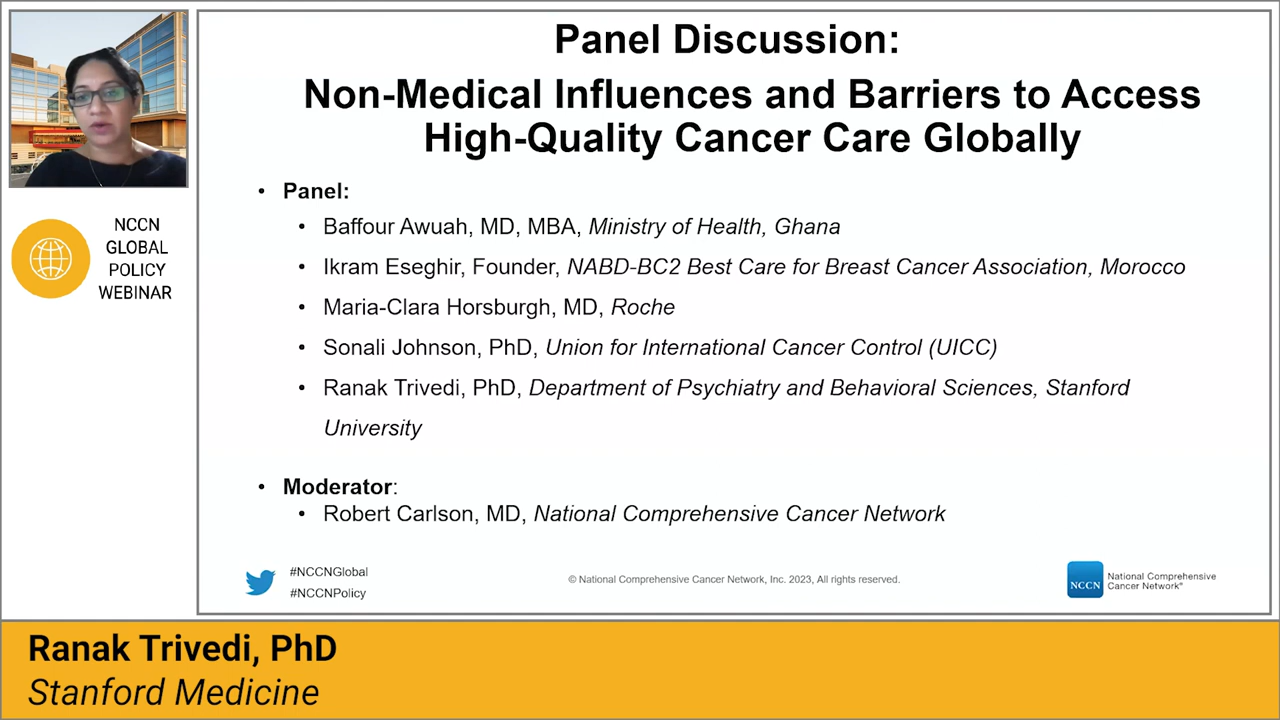 Panel Discussion:
Non-Medical Influences and Barriers to Access
High-Quality Cancer Care Globally
• Panel:
• Baffour Awuah, MD, MBA, Ministry of Health, Ghana
• Ikram Eseghir, Founder, NABD-BC2 Best Care for Breast Cancer Association, Morocco
• Maria-Clara Horsburgh, MD, Roche
• Sonali Johnson, PhD, Union for International Cancer Control (UICC)
• Ranak Trivedi, PhD, Department of Psychiatry and Behavioral Sciences, Stanford
University
• Moderator:
• Robert Carlson, MD, National Comprehensive Cancer Network
#NCCNGlobal
#NCCNPolicy
© National Comprehensive Cancer Network, Inc. 2023, All rights reserved.
NCCN
National Comprehensive
Cancer Network®
NCCN
GLOBAL
POLICY
WEBINAR
Ranak Trivedi, PhD
Stanford Medicine